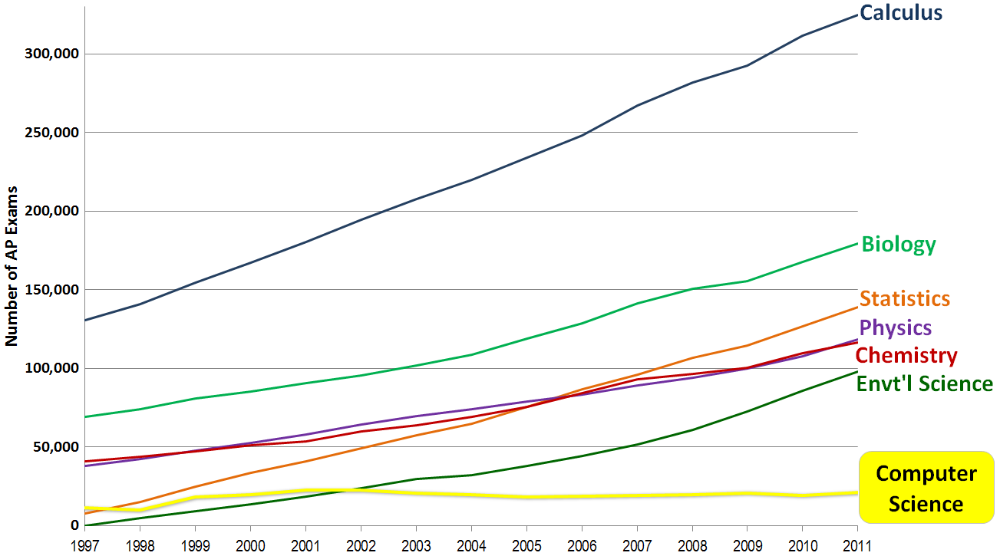 Calculus
300,000
250,000
200,000
150,000
100,000
50,000
0
Number of AP Exams
Biology
Statistics
Physics
Chemistry
Envt'l Science
Computer
Science
1997 1998 1999 2000 2001 2002 2003 2004 2005 2006 2007 2008 2009 2010 2011